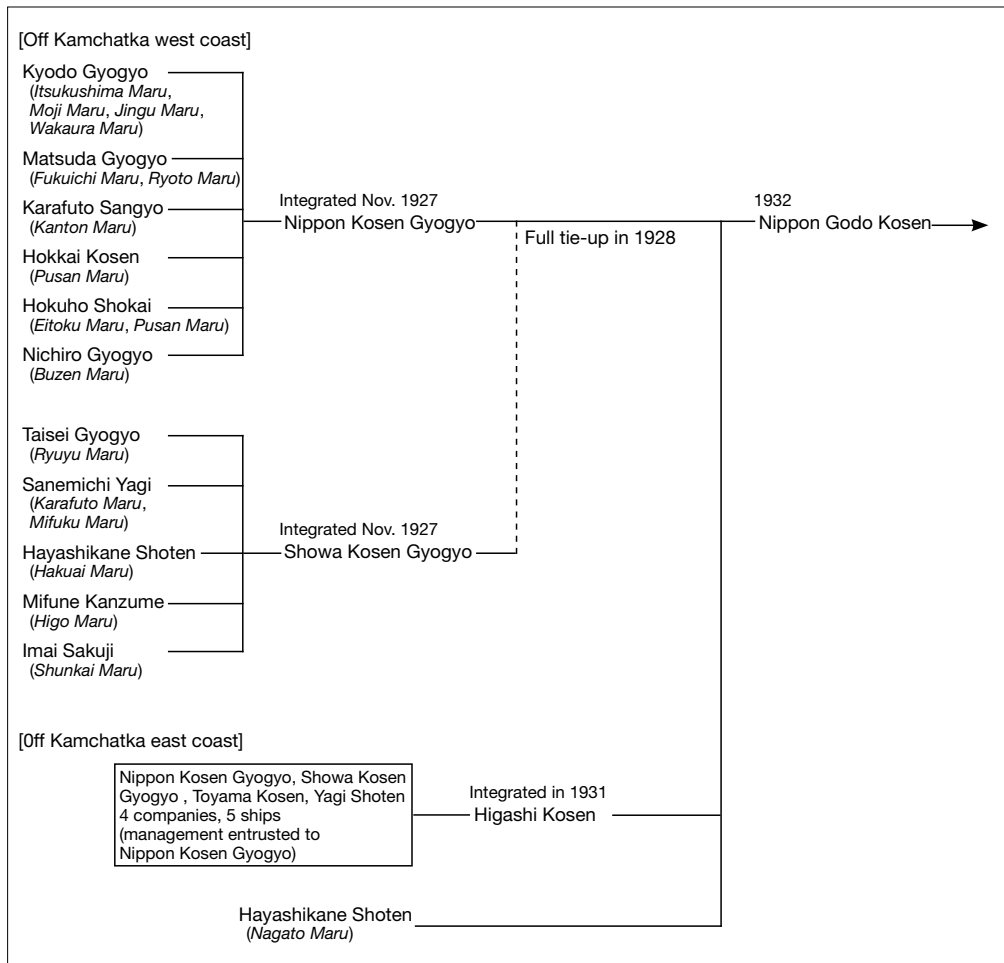 [Off Kamchatka west coast]
Kyodo Gyogyo
(Itsukushima Maru,
Moji Maru, Jingu Maru,
Wakaura Maru)
Matsuda Gyogyo
(Fukuichi Maru, Ryoto Maru)
Karafuto Sangyo
(Kanton Maru)
Hokkai Kosen
(Pusan Maru)
Hokuho Shokai
(Eitoku Maru, Pusan Maru)
Nichiro Gyogyo
(Buzen Maru)
Integrated Nov. 1927
Nippon Kosen Gyogyo
Full tie-up in 1928
1932
Nippon Godo Kosen
Taisei Gyogyo
(Ryuyu Maru)
Sanemichi Yagi
(Karafuto Maru,
Mifuku Maru)
Hayashikane Shoten
(Hakuai Maru)
Mifune Kanzume
(Higo Maru)
Imai Sakuji
(Shunkai Maru)
Integrated Nov. 1927
Showa Kosen Gyogyo
[0ff Kamchatka east coast]
Nippon Kosen Gyogyo, Showa Kosen
Gyogyo , Toyama Kosen, Yagi Shoten
4 companies, 5 ships
(management entrusted to
Nippon Kosen Gyogyo)
Integrated in 1931
Higashi Kosen
Hayashikane Shoten
(Nagato Maru)